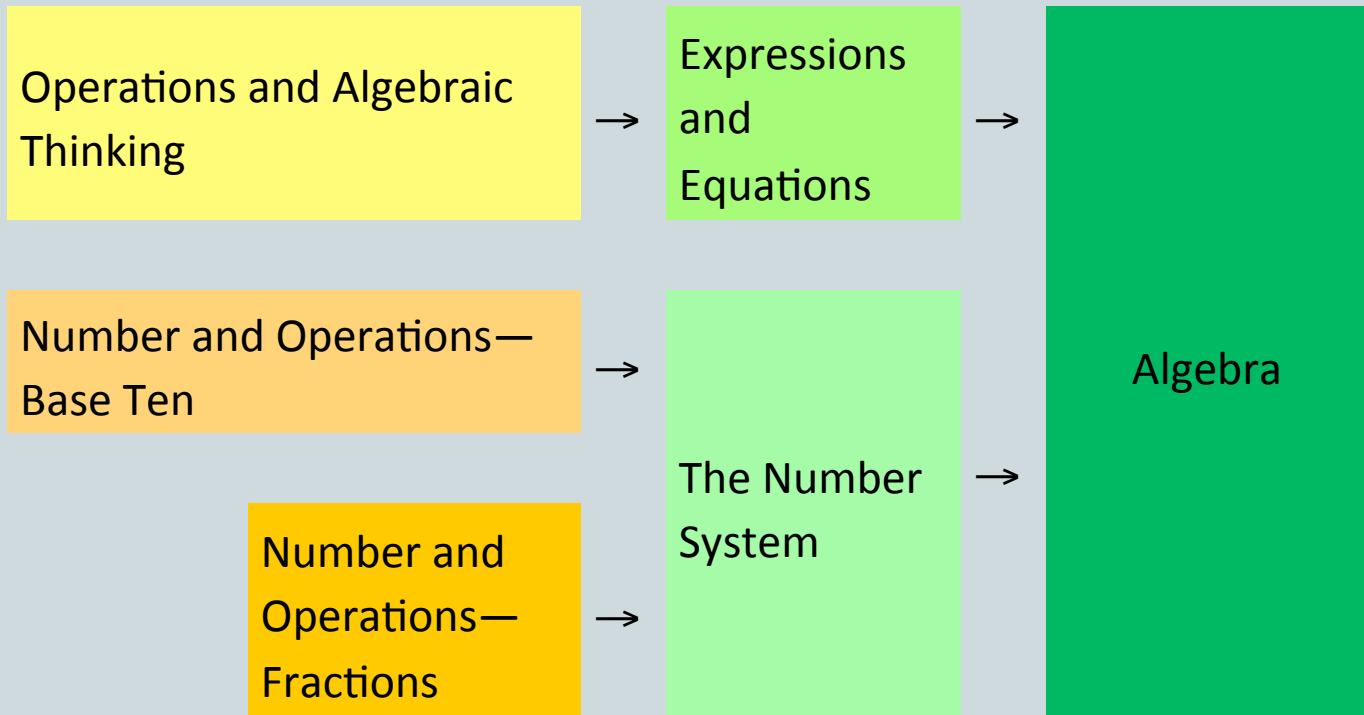 Operations and Algebraic
Thinking
→
Expressions
and
Equations
→
Number and Operations—
Base Ten
→
Number and
Operations—
Fractions
→
The Number
System
→
Algebra